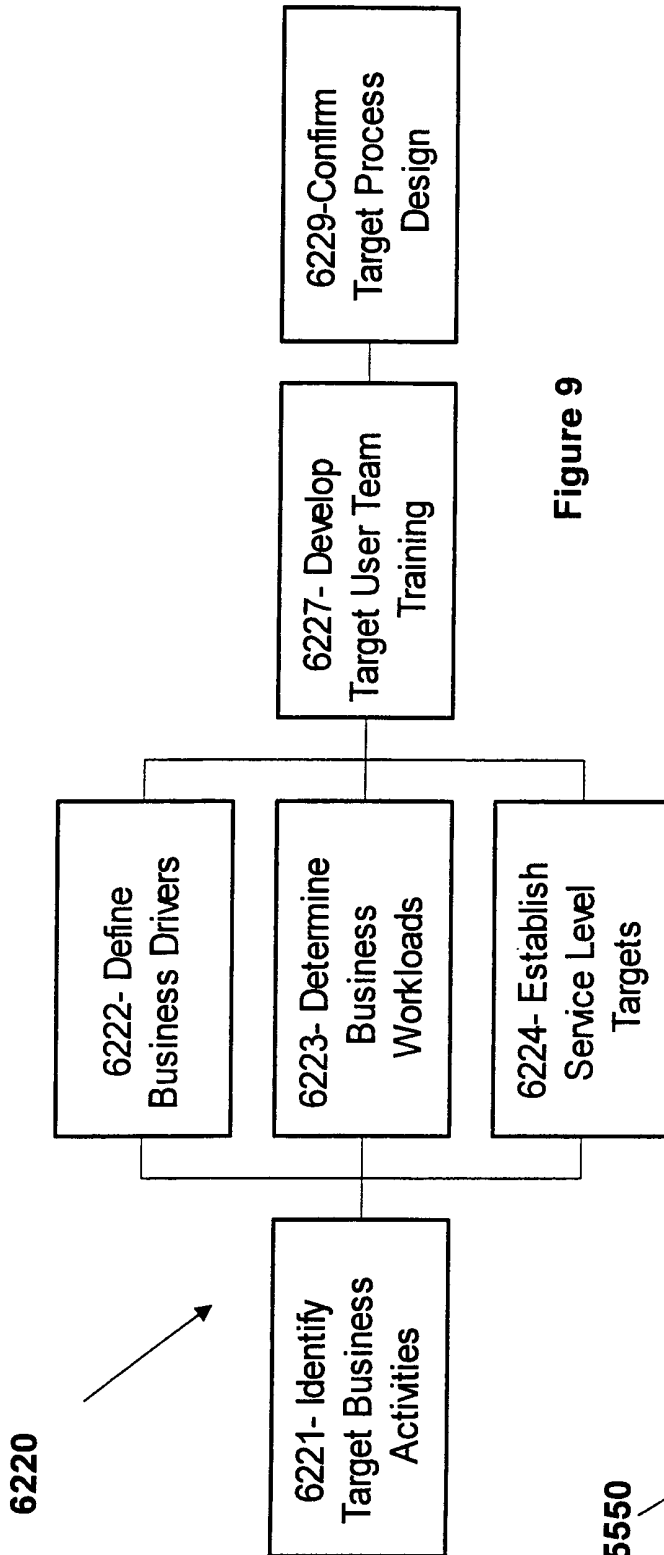 6220
6221- Identify
Target Business
Activities
6222- Define
Business Drivers
6223- Determine
Business
Workloads
6224- Establish
Service Level
Targets
6227- Develop
Target User Team
Training
6229-Confirm
Target Process
Design
Figure 9
5550